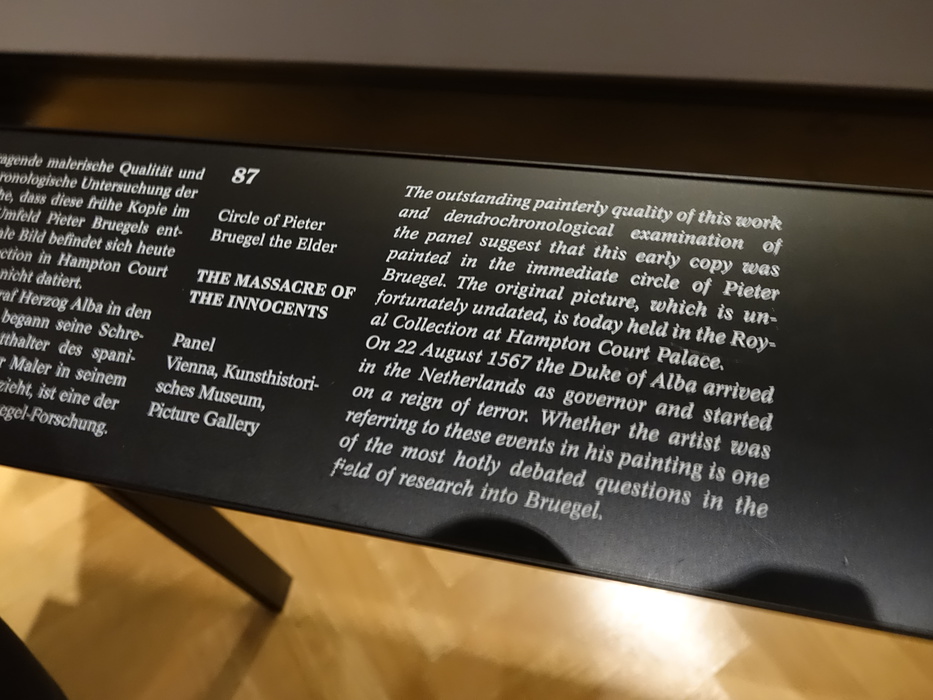 ragende malerische Qualität und
ronologische Untersuchung der
he, dass diese frühe Kopie im
Umfeld Pieter Bruegels ent-
ale Bild befindet sich heute
ction in Hampton Court
nicht datiert.
raf Herzog Alba in den
begann seine Schre-
tthalter des spani-
r Maler in seinem
zieht, ist eine der
egel-Forschung.
87
Circle of Pieter
Bruegel the Elder
THE MASSACRE OF
THE INNOCENTS
Panel
Vienna, Kunsthistori-
sches Museum,
Picture Gallery
The outstanding painterly quality of this work
and dendrochronological examination of
the panel suggest that this early copy was
painted in the immediate circle of Pieter
Bruegel. The original picture, which is un-
fortunately undated, is today held in the Roy-
al Collection at Hampton Court Palace.
On 22 August 1567 the Duke of Alba arrived
in the Netherlands as governor and started
on a reign of terror. Whether the artist was
referring to these events in his painting is one
of the most hotly debated questions in the
field of research into Bruegel.